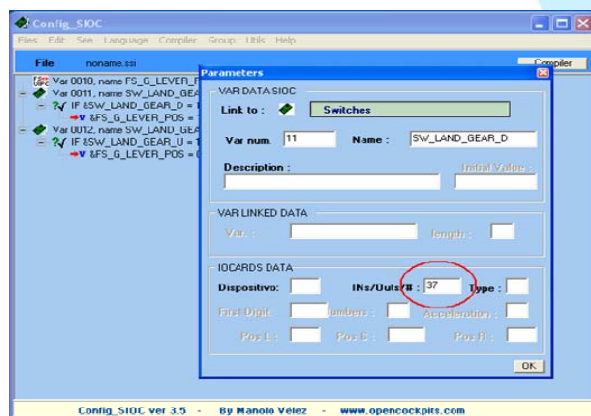 Config_SIOC
Files Edit See Language Compiler Group Utils Help
File noname.ssi Compiler
Var 0010, name FS_G_LEVER_
Var 0011, name SW_LAND_GEA
IF &SW_LAND_GEAR_D =
&FS_G_LEVER_POS =
Var 0012, name SW_LAND_GEA
IF &SW_LAND_GEAR_U =
&FS_G_LEVER_POS =
Parameters
VAR DATA SIOC
Link to : Switches
Var num. 11 Name : SW_LAND_GEAR_D
Description : Initial Value :
VAR LINKED DATA
Var. : length :
IOCARDS DATA
Dispositivo: INs/Outs/# : 37 Type :
First Digit: umbers : Acceleration :
Pos L : Pos C : Pos R :
OK
Config_SIOC ver 3.5 - By Manolo Vélez - www.opencockpits.com